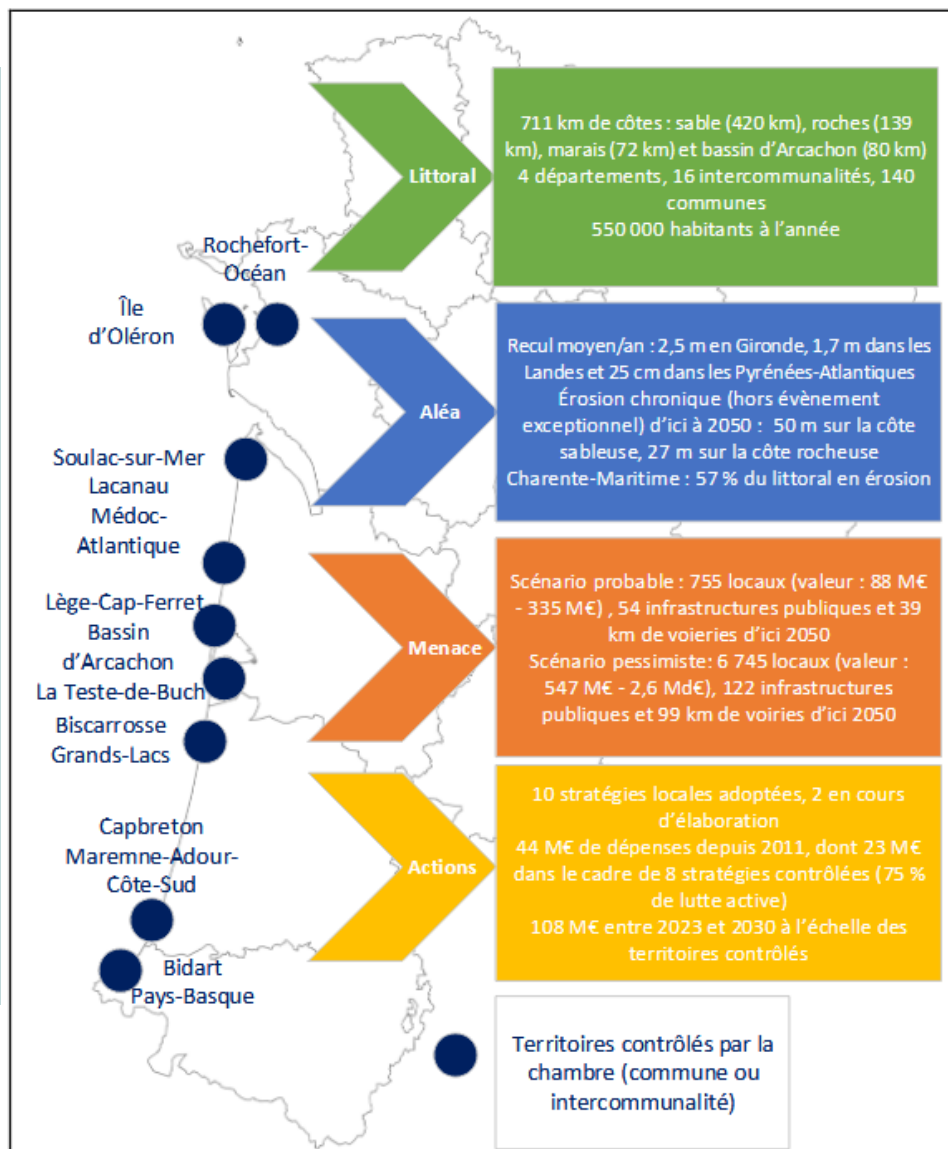 Littoral
711 km de côtes : sable (420 km), roches (139
km), marais (72 km) et bassin d'Arcachon (80 km)
4 départements, 16 intercommunalités, 140
communes
550 000 habitants à l'année
Rochefort-
Océan
Île
d'Oléron
Aléa
Recul moyen/an : 2,5 m en Gironde, 1,7 m dans les
Landes et 25 cm dans les Pyrénées-Atlantiques
Érosion chronique (hors évènement
exceptionnel) d'ici à 2050 : 50 m sur la côte
sableuse, 27 m sur la côte rocheuse
Charente-Maritime : 57 % du littoral en érosion
Soulac-sur-Mer
Lacanau
Médoc-
Atlantique
Lège-Cap-Ferret
Bassin
d'Arcachon
La Teste-de-Buch
Biscarrosse
Grands-Lacs
Menace
Scénario probable : 755 locaux (valeur : 88 M€
- 335 M€) , 54 infrastructures publiques et 39
km de voieries d'ici 2050
Scénario pessimiste: 6 745 locaux (valeur :
547 M€ - 2,6 Md€), 122 infrastructures
publiques et 99 km de voiries d'ici 2050
Capbreton
Maremne-Adour-
Côte-Sud
Bidart
Pays-Basque
Actions
10 stratégies locales adoptées, 2 en cours
d'élaboration
44 M€ de dépenses depuis 2011, dont 23 M€
dans le cadre de 8 stratégies contrôlées (75 %
de lutte active)
108 M€ entre 2023 et 2030 à l'échelle des
territoires contrôlés
Territoires contrôlés par la
chambre (commune ou
intercommunalité)